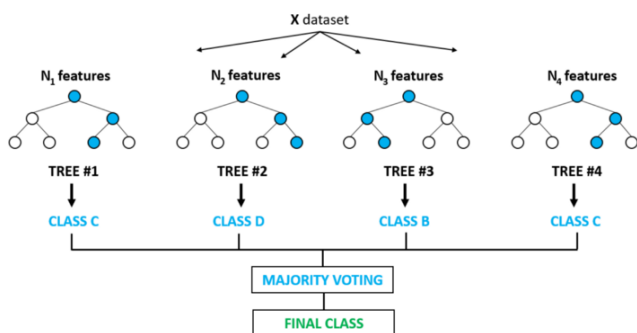 X dataset
N₁ features
N₂ features
N₃ features
N₄ features
TREE #1
TREE #2
TREE #3
TREE #4
CLASS C
CLASS D
CLASS B
CLASS C
MAJORITY VOTING
FINAL CLASS